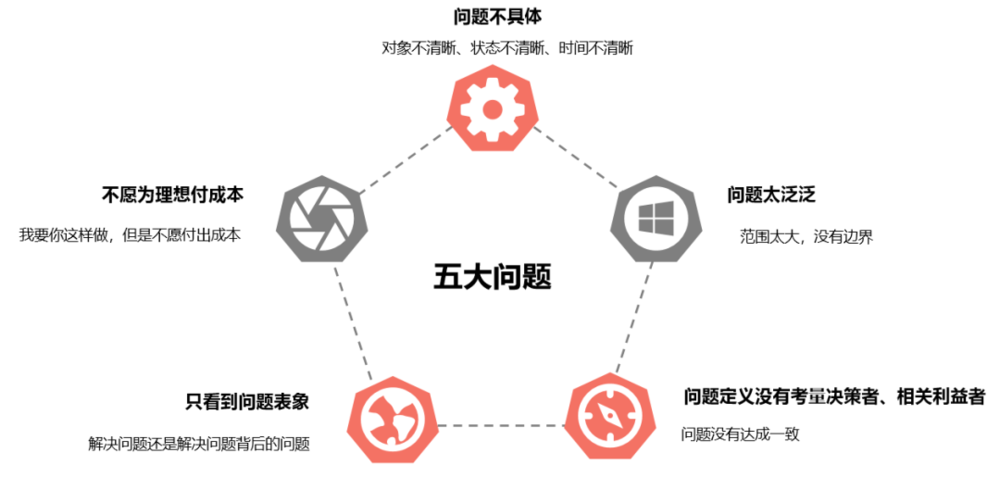 问题不具体
对象不清晰、状态不清晰、时间不清晰
不愿为理想付成本
我要你这样做，但是不愿付出成本
问题太泛泛
范围太大，没有边界
五大问题
只看到问题表象
解决问题还是解决问题背后的问题
问题定义没有考量决策者、相关利益者
问题没有达成一致